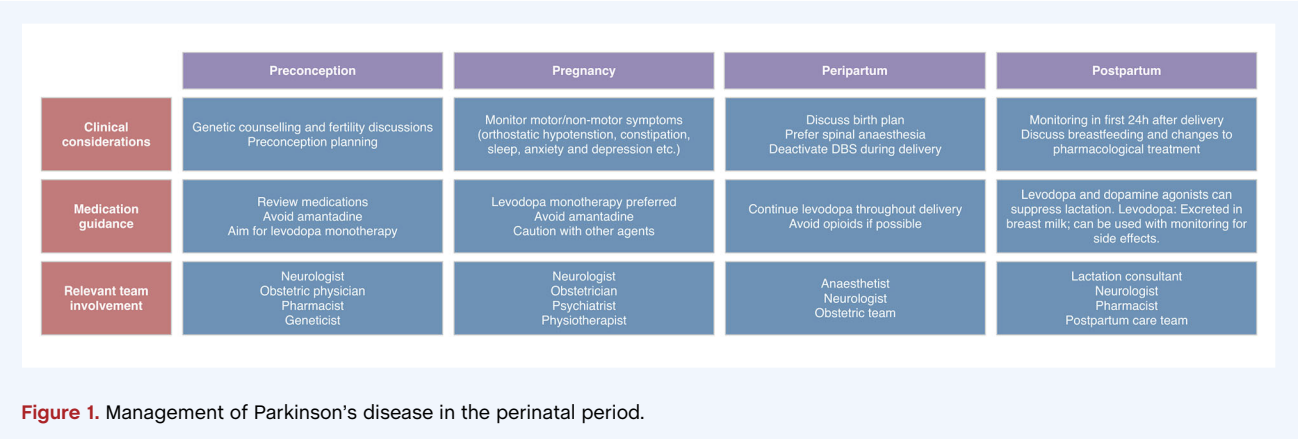 Preconception
Pregnancy
Peripartum
Postpartum
Clinical
considerations
Genetic counselling and fertility discussions
Preconception planning
Monitor motor/non-motor symptoms
(orthostatic hypotenstion, constipation,
sleep, anxiety and depression etc.)
Discuss birth plan
Prefer spinal anaesthesia
Deactivate DBS during delivery
Monitoring in first 24h after delivery
Discuss breastfeeding and changes to
pharmacological treatment
Medication
guidance
Review medications
Avoid amantadine
Aim for levodopa monotherapy
Levodopa monotherapy preferred
Avoid amantadine
Caution with other agents
Continue levodopa throughout delivery
Avoid opioids if possible
Levodopa and dopamine agonists can
suppress lactation. Levodopa: Excreted in
breast milk; can be used with monitoring for
side effects.
Relevant team
involvement
Neurologist
Obstetric physician
Pharmacist
Geneticist
Neurologist
Obstetrician
Psychiatrist
Physiotherapist
Anaesthetist
Neurologist
Obstetric team
Lactation consultant
Neurologist
Pharmacist
Postpartum care team
Figure 1. Management of Parkinson’s disease in the perinatal period.